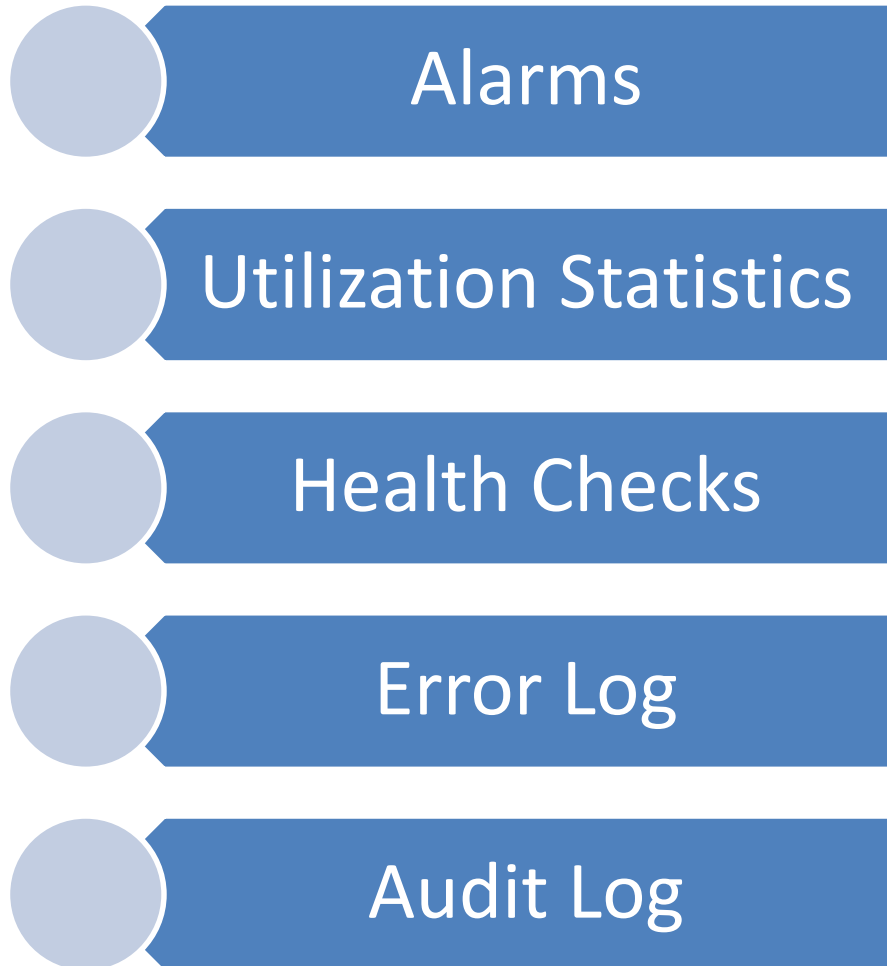 Alarms
Utilization Statistics
Health Checks
Error Log
Audit Log